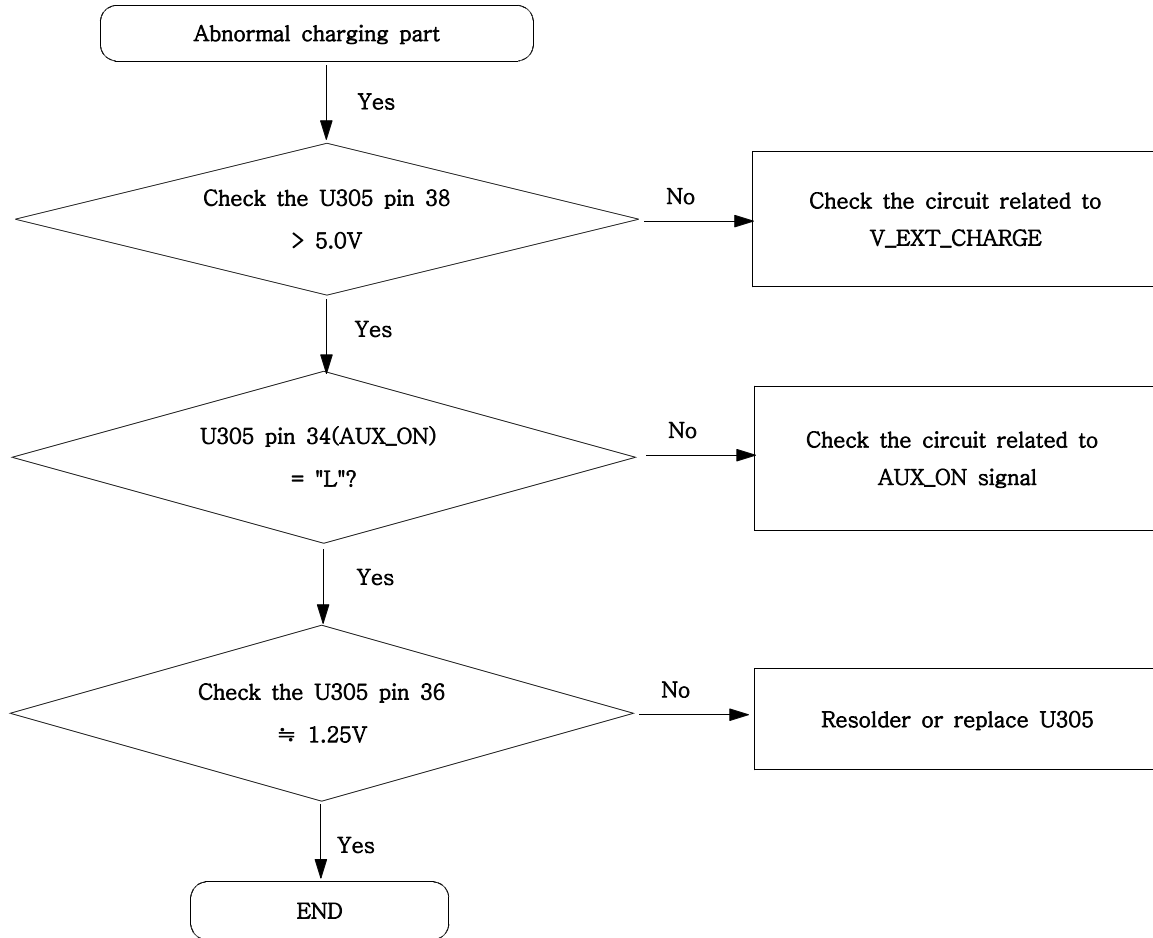 Abnormal charging part
Yes
Check the U305 pin 38
> 5.0V
No
Check the circuit related to
V_EXT_CHARGE
Yes
U305 pin 34(AUX_ON)
= "L"?
No
Check the circuit related to
AUX_ON signal
Yes
Check the U305 pin 36
≒ 1.25V
No
Resolder or replace U305
Yes
END